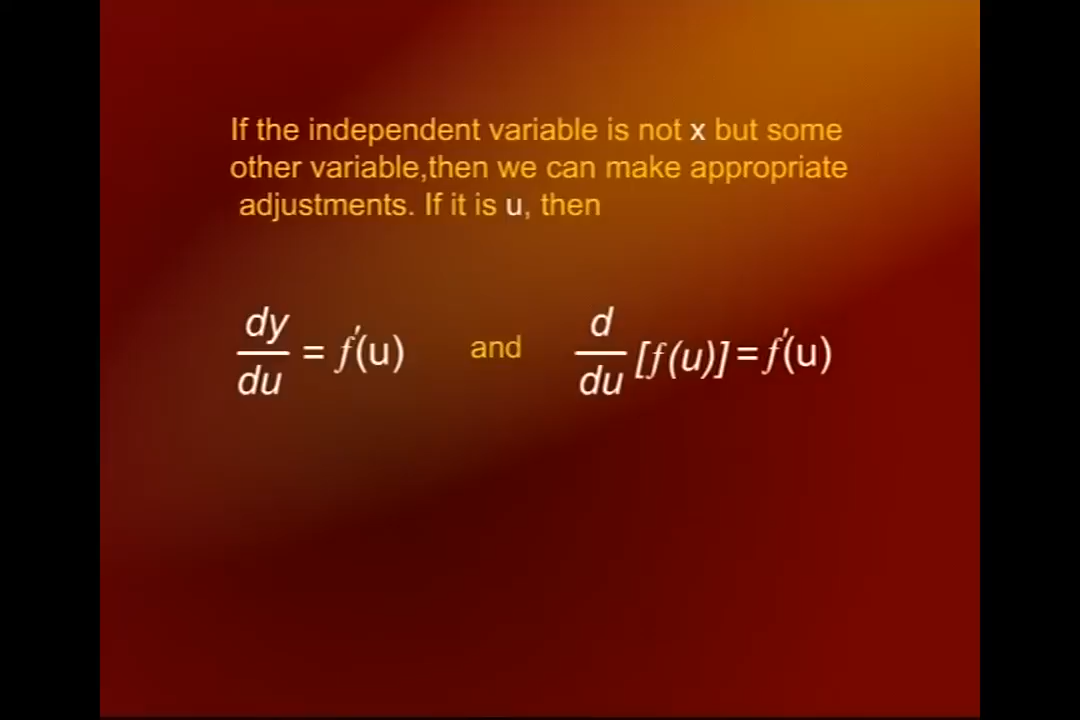 If the independent variable is not x but some
other variable,then we can make appropriate
adjustments. If it is u, then
dy/du = f'(u) and d/du [f(u)] = f'(u)